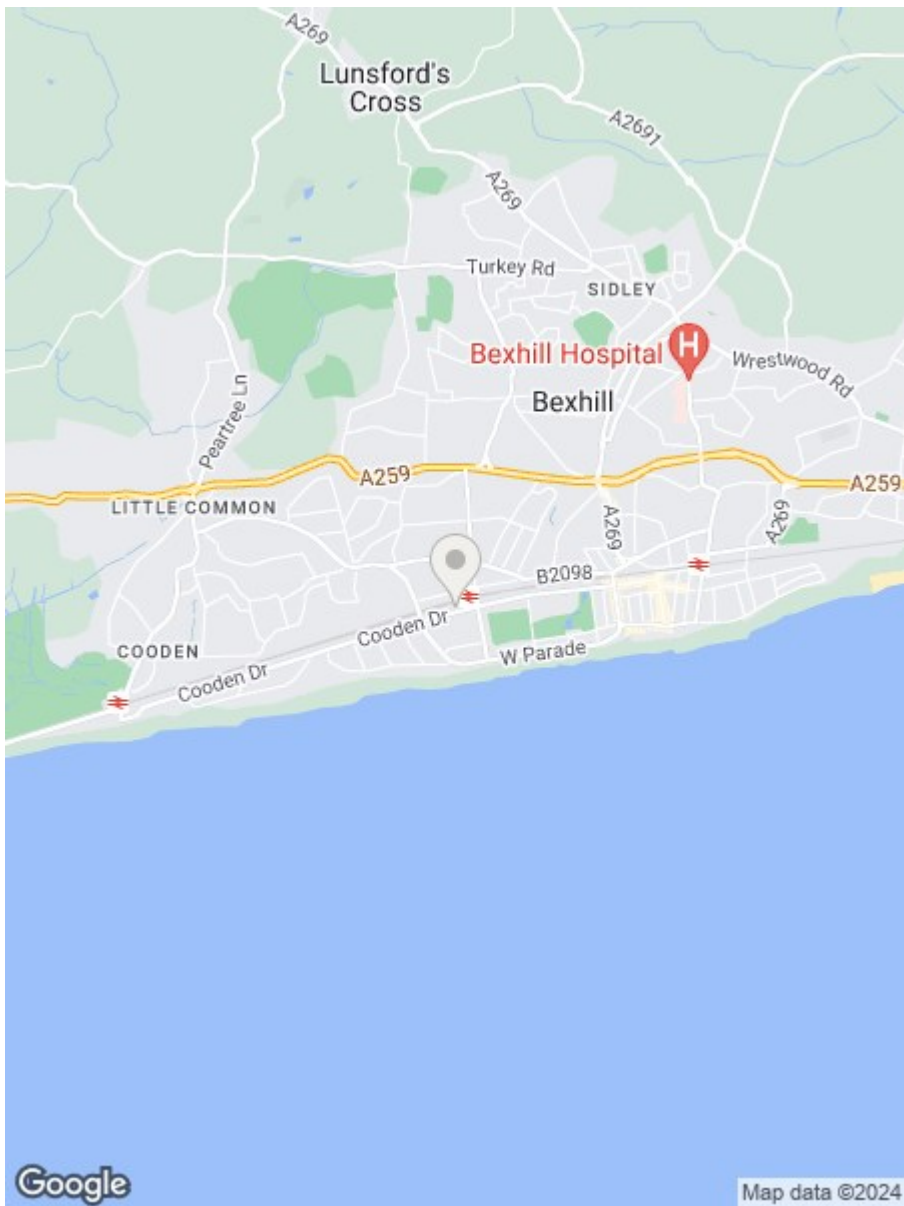 A269
Lunsford's
Cross
A2691
A269
Turkey Rd
SIDLEY
Bexhill Hospital H
Wrestwood Rd
Bexhill
Peartree Ln
A259
A259
LITTLE COMMON
A269
A269
B2098
Cooden Dr
COODEN
W Parade
Cooden Dr
Google
Map data ©2024